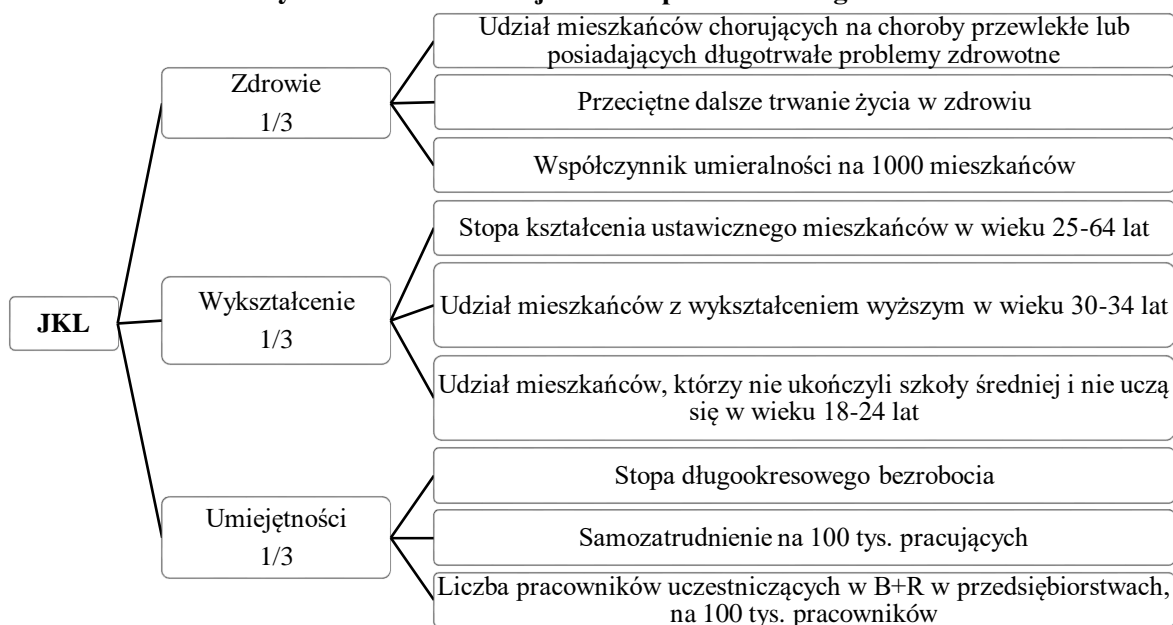 Udział mieszkańców chorujących na choroby przewlekłe lub
posiadających długotrwałe problemy zdrowotne
Zdrowie
1/3
Przeciętne dalsze trwanie życia w zdrowiu
Współczynnik umieralności na 1000 mieszkańców
Stopa kształcenia ustawicznego mieszkańców w wieku 25-64 lat
JKL
Wykształcenie
1/3
Udział mieszkańców z wykształceniem wyższym w wieku 30-34 lat
Udział mieszkańców, którzy nie ukończyli szkoły średniej i nie uczą
się w wieku 18-24 lat
Stopa długookresowego bezrobocia
Umiejętności
1/3
Samozatrudnienie na 100 tys. pracujących
Liczba pracowników uczestniczących w B+R w przedsiębiorstwach,
na 100 tys. pracowników